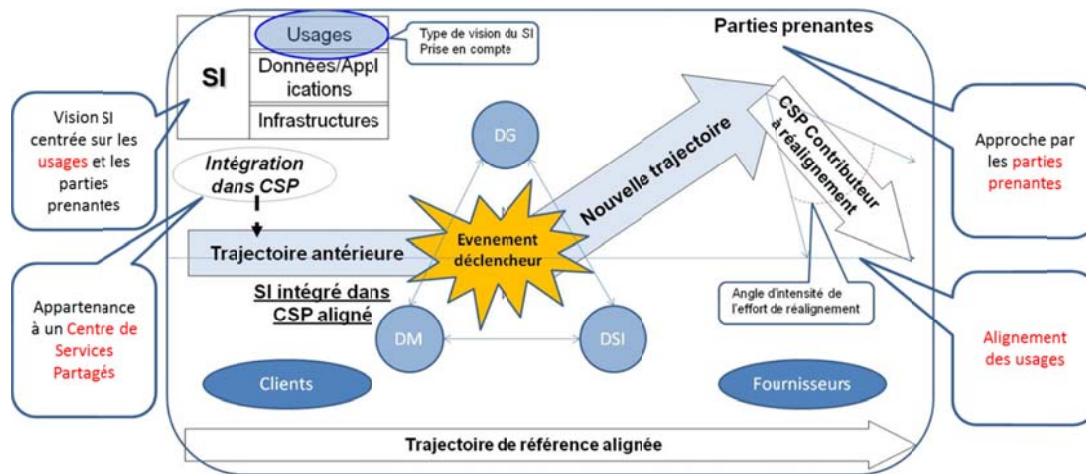 SI
Usages
Données/Appl
ications
Infrastructures
Type de vision du SI
Prise en compte
Parties prenantes
Vision SI
centrée sur les
usages et les
parties
prenantes
Intégration
dans CSP
DG
Nouvelle trajectoire
CSP Contributeur
à réalignement
Approche par
les parties
prenantes
Trajectoire antérieure
Evenement
déclencheur
SI intégré dans
CSP aligné
Appartenance
à un Centre de
Services
Partagés
DM
DSI
Angle d'intensité de
l'effort de réalignement
Alignement
des usages
Clients
Fournisseurs
Trajectoire de référence alignée